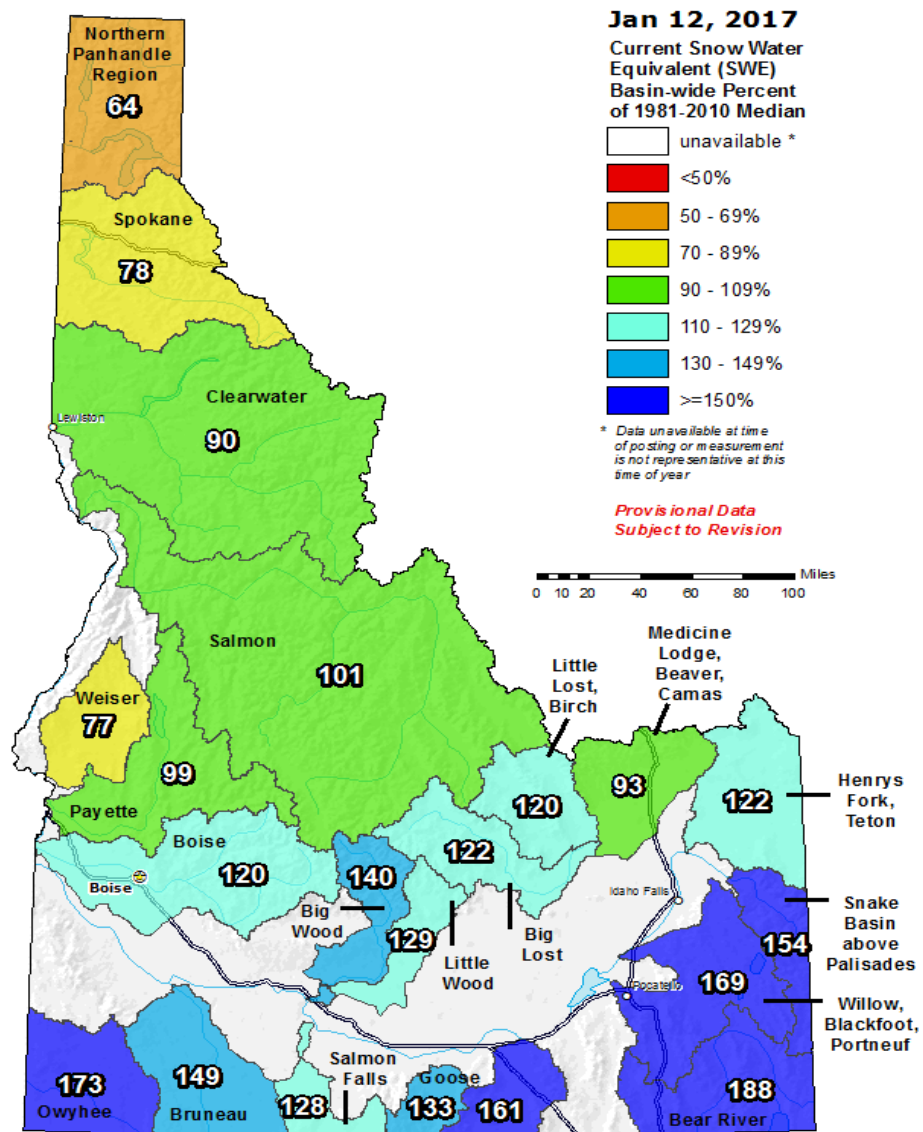 Jan 12, 2017
Current Snow Water
Equivalent (SWE)
Basin-wide Percent
of 1981-2010 Median
unavailable *
<50%
50 - 69%
70 - 89%
90 - 109%
110 - 129%
130 - 149%
>=150%
* Data unavailable at time
of posting or measurement
is not representative at this
time of year
Provisional Data
Subject to Revision
Miles
0 10 20 40 60 80 100
Northern
Panhandle
Region
64
Spokane
78
Clearwater
90
Lewiston
Salmon
101
Weiser
77
99
Payette
Boise
120
Boise
Big
Wood
140
129
Little
Wood
122
Big
Lost
Little
Lost,
Birch
120
Medicine
Lodge,
Beaver,
Camas
93
122
Henrys
Fork,
Teton
Idaho Falls
Snake
Basin
above
Palisades
154
169
Willow,
Blackfoot,
Portneuf
Pocatello
173
Owyhee
149
Bruneau
Salmon
Falls
128
Goose
133
161
188
Bear River